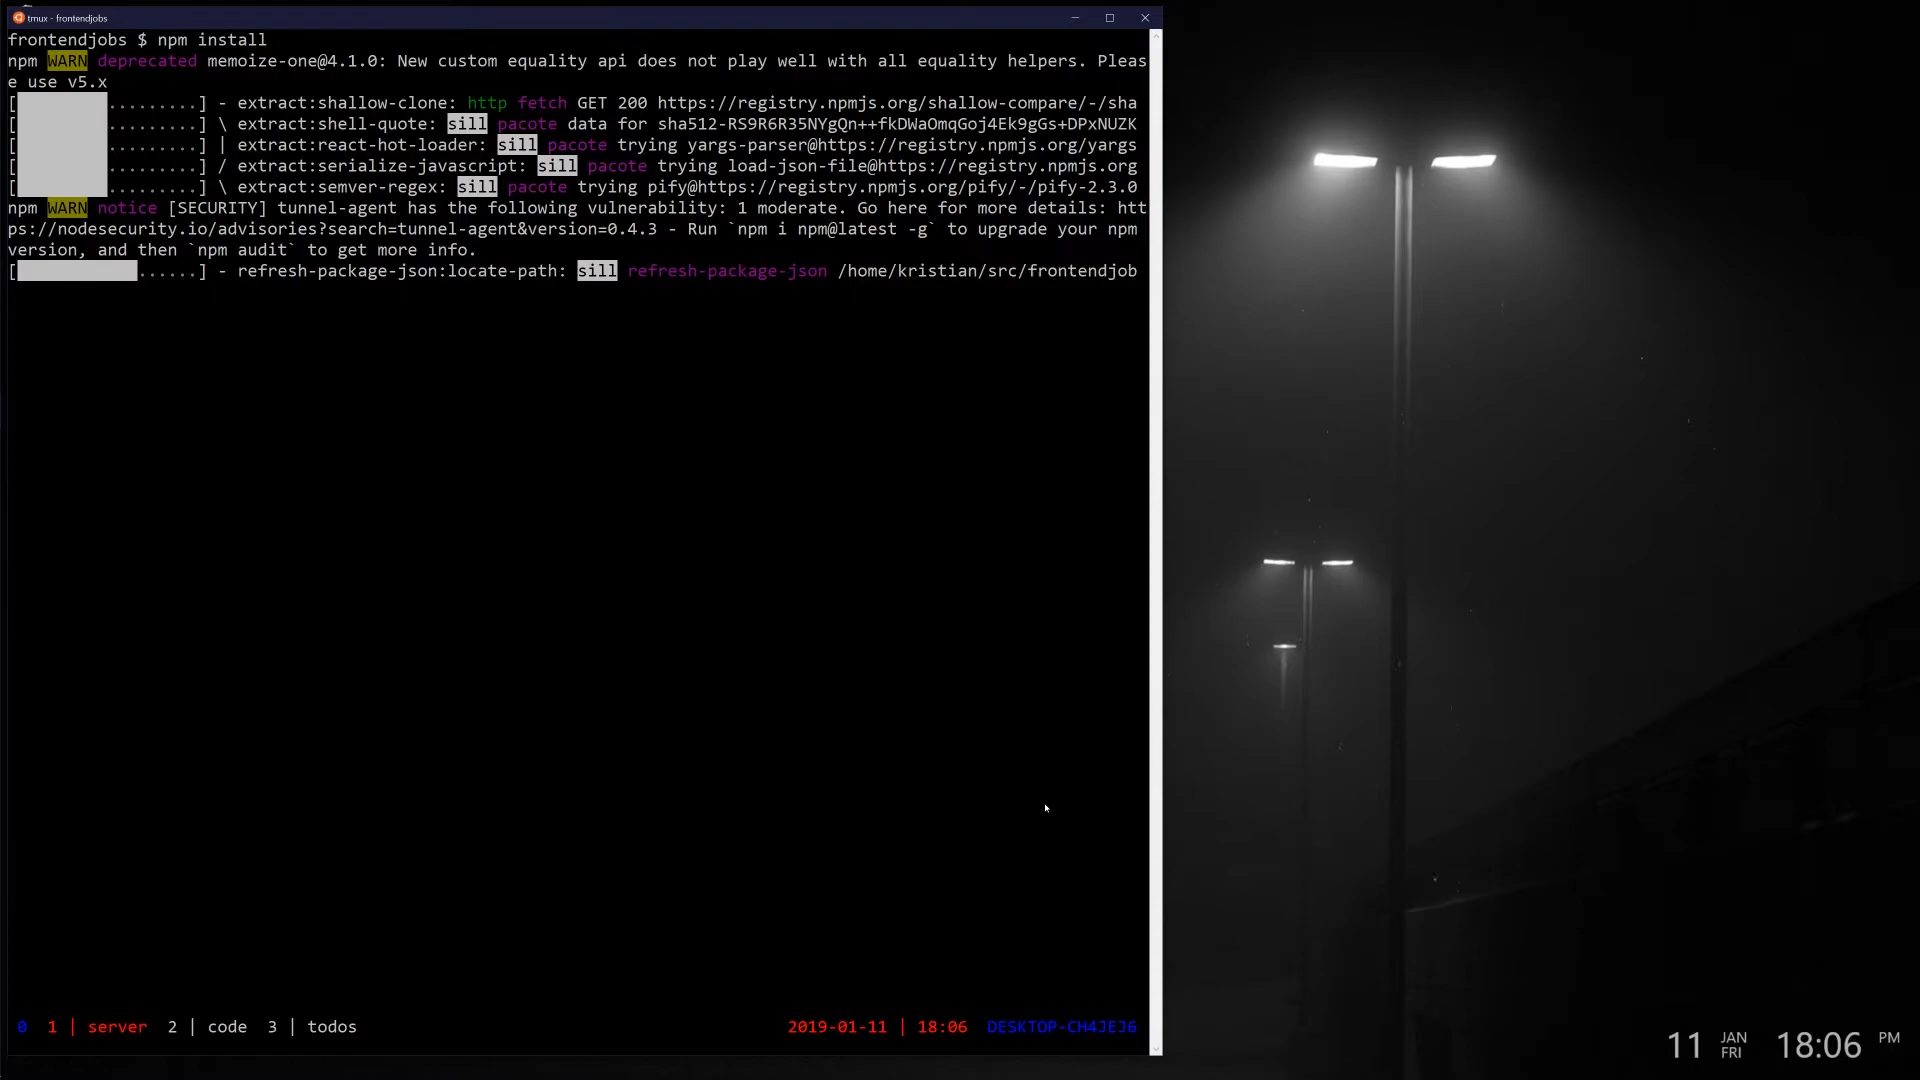 tmux - frontendjobs
frontendjobs $ npm install
npm WARN deprecated memoize-one@4.1.0: New custom equality api does not play well with all equality helpers. Pleas
e use v5.x
[.........] - extract:shallow-clone: http fetch GET 200 https://registry.npmjs.org/shallow-compare/-/sha
[.........] \ extract:shell-quote: sill pacote data for sha512-RS9R6R35NYgQn++fkDWaOmqGoj4Ek9gGs+DPxNUZK
[.........] | extract:react-hot-loader: sill pacote trying yargs-parser@https://registry.npmjs.org/yargs
[.........] / extract:serialize-javascript: sill pacote trying load-json-file@https://registry.npmjs.org
[.........] \ extract:semver-regex: sill pacote trying pify@https://registry.npmjs.org/pify/-/pify-2.3.0
npm WARN notice [SECURITY] tunnel-agent has the following vulnerability: 1 moderate. Go here for more details: htt
ps://nodesecurity.io/advisories?search=tunnel-agent&version=0.4.3 - Run `npm i npm@latest -g` to upgrade your npm
version, and then `npm audit` to get more info.
[......] - refresh-package-json:locate-path: sill refresh-package-json /home/kristian/src/frontendjob
0 1 | server 2 | code 3 | todos 2019-01-11 | 18:06 DESKTOP-CH4JEJ6
11 JAN FRI 18:06 PM